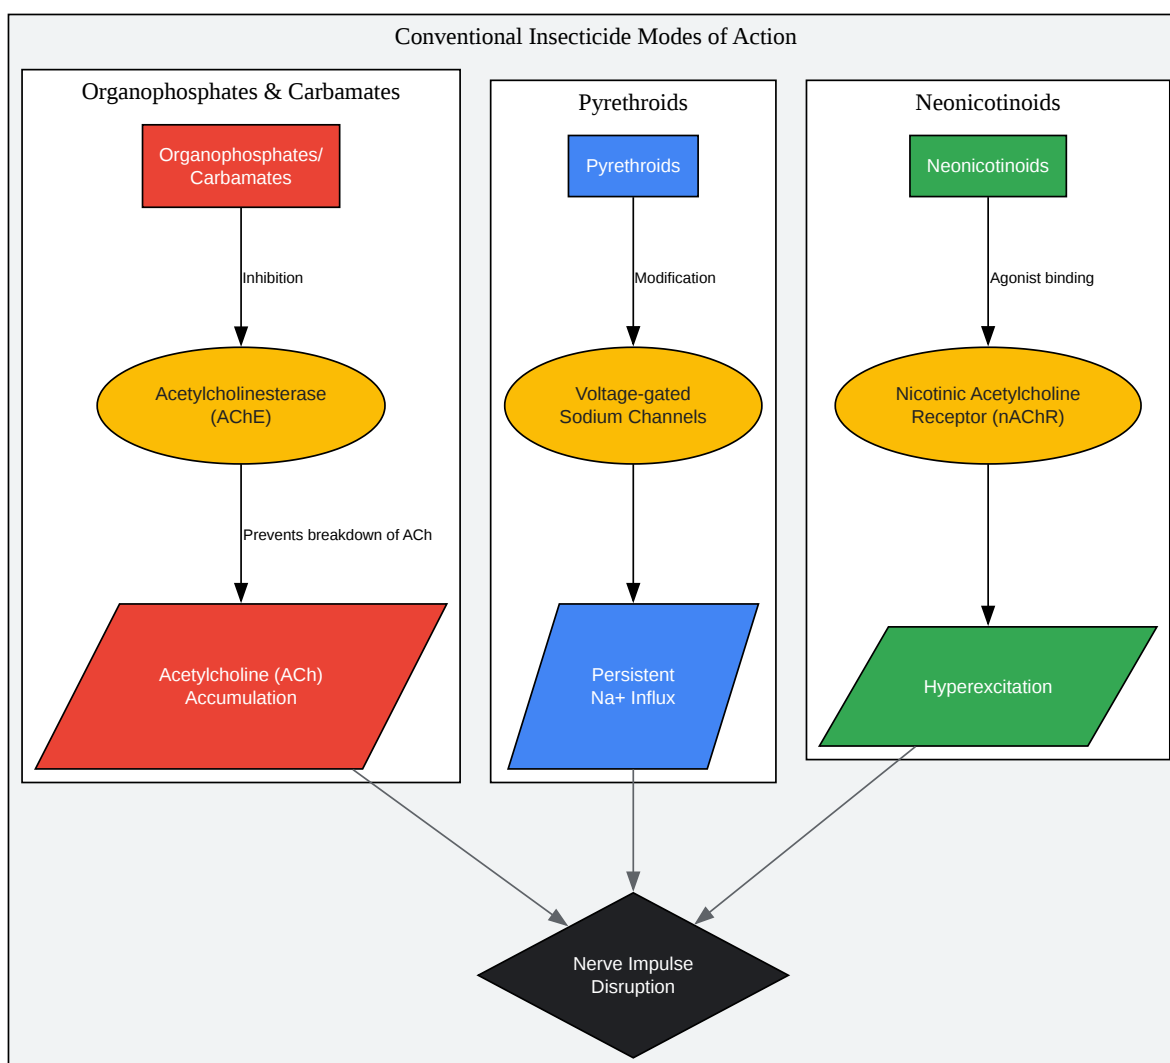 Conventional Insecticide Modes of Action
Organophosphates & Carbamates
Organophosphates/
Carbamates
Inhibition
Acetylcholinesterase
(AChE)
Prevents breakdown of ACh
Acetylcholine (ACh)
Accumulation
Pyrethroids
Pyrethroids
Modification
Voltage-gated
Sodium Channels
Persistent
Na+ Influx
Neonicotinoids
Neonicotinoids
Agonist binding
Nicotinic Acetylcholine
Receptor (nAChR)
Hyperexcitation
Nerve Impulse
Disruption